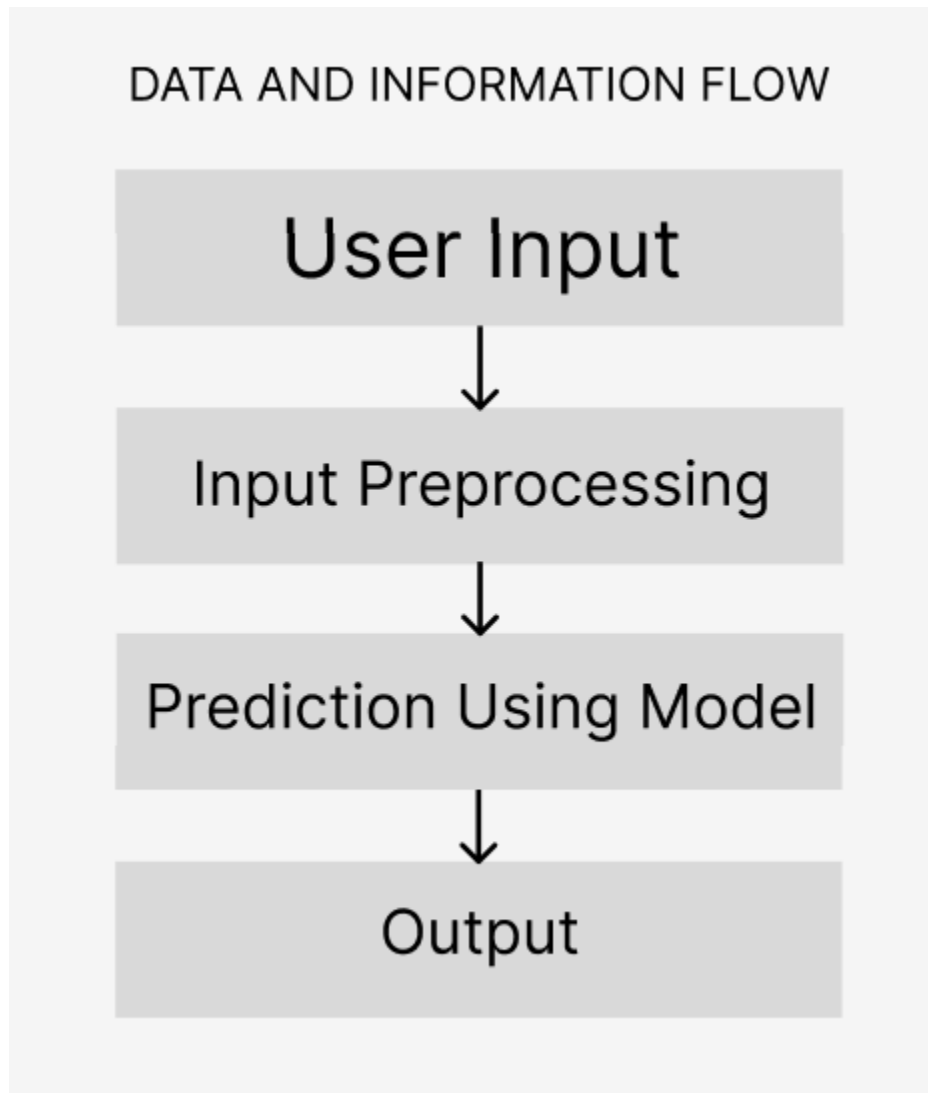 DATA AND INFORMATION FLOW
User Input
Input Preprocessing
Prediction Using Model
Output